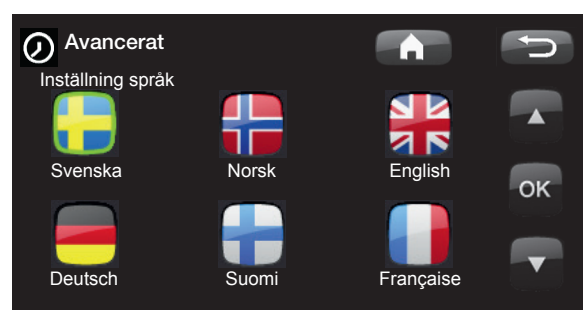 Avancerat
Inställning språk
Svenska Norsk English
OK
Deutsch Suomi Française